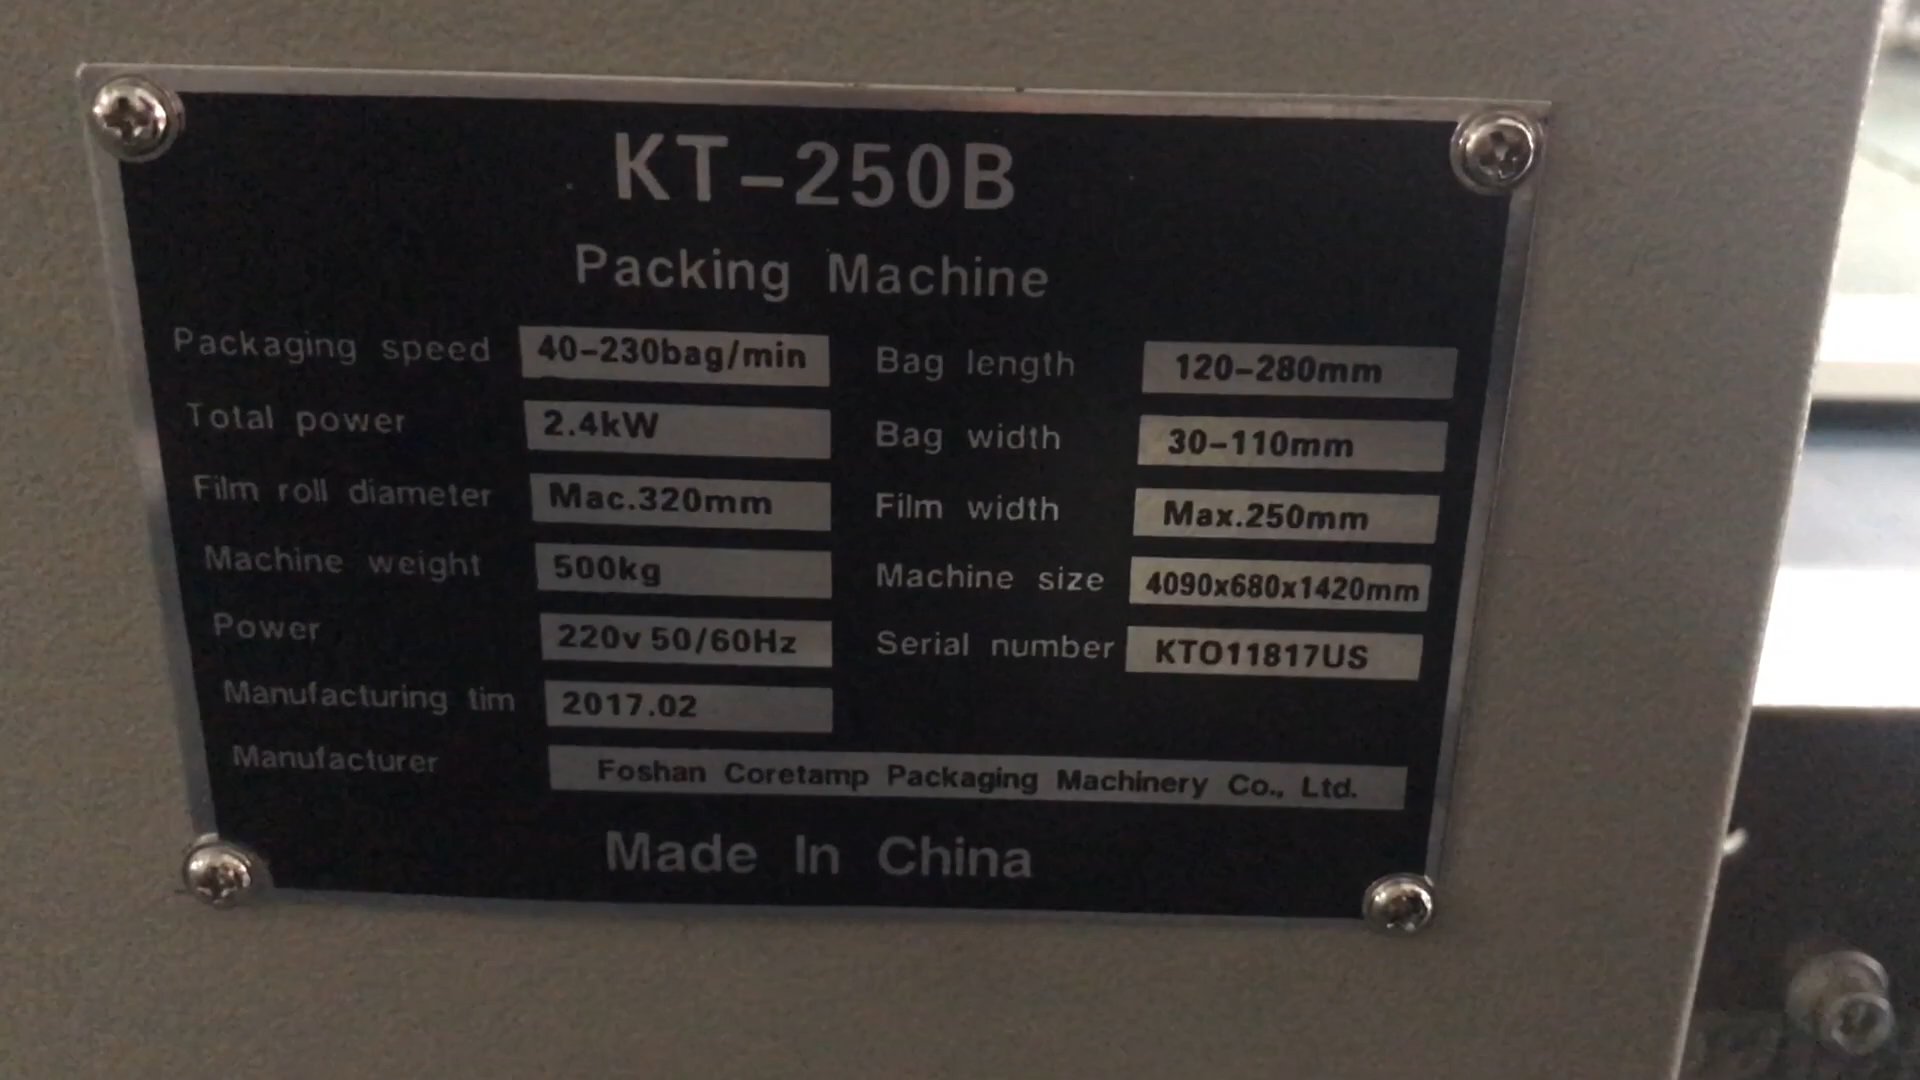 KT-250B
Packing Machine
Packaging speed 40-230bag/min Bag length 120-280mm
Total power 2.4kW Bag width 30-110mm
Film roll diameter Mac.320mm Film width Max.250mm
Machine weight 500kg Machine size 4090x680x1420mm
Power 220v 50/60Hz Serial number KTO11817US
Manufacturing tim 2017.02
Manufacturer Foshan Coretamp Packaging Machinery Co., Ltd.
Made In China